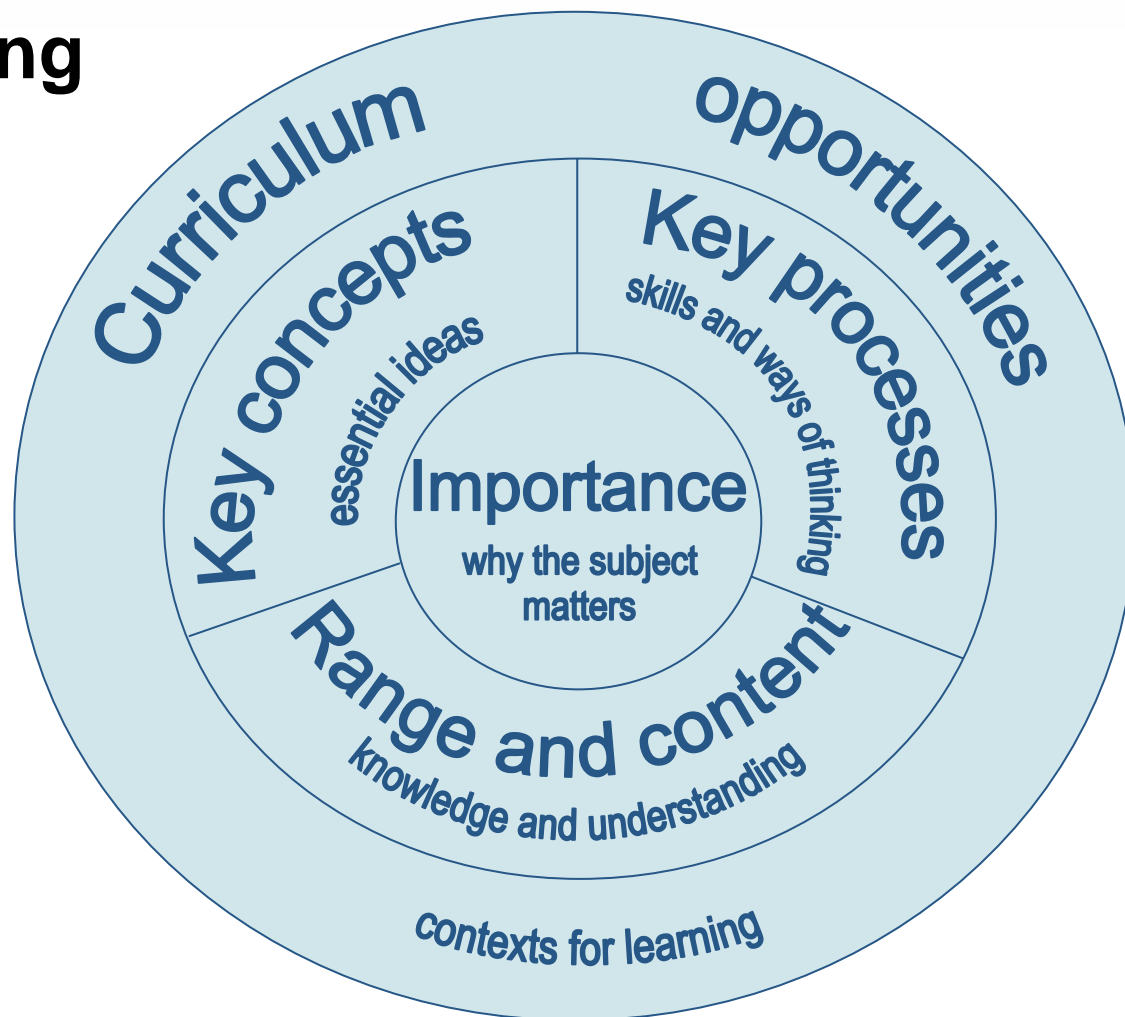 ng
Curriculum opportunities
Key concepts
essential ideas
Key processes
skills and ways of thinking
Importance
why the subject
matters
Range and content
knowledge and understanding
contexts for learning